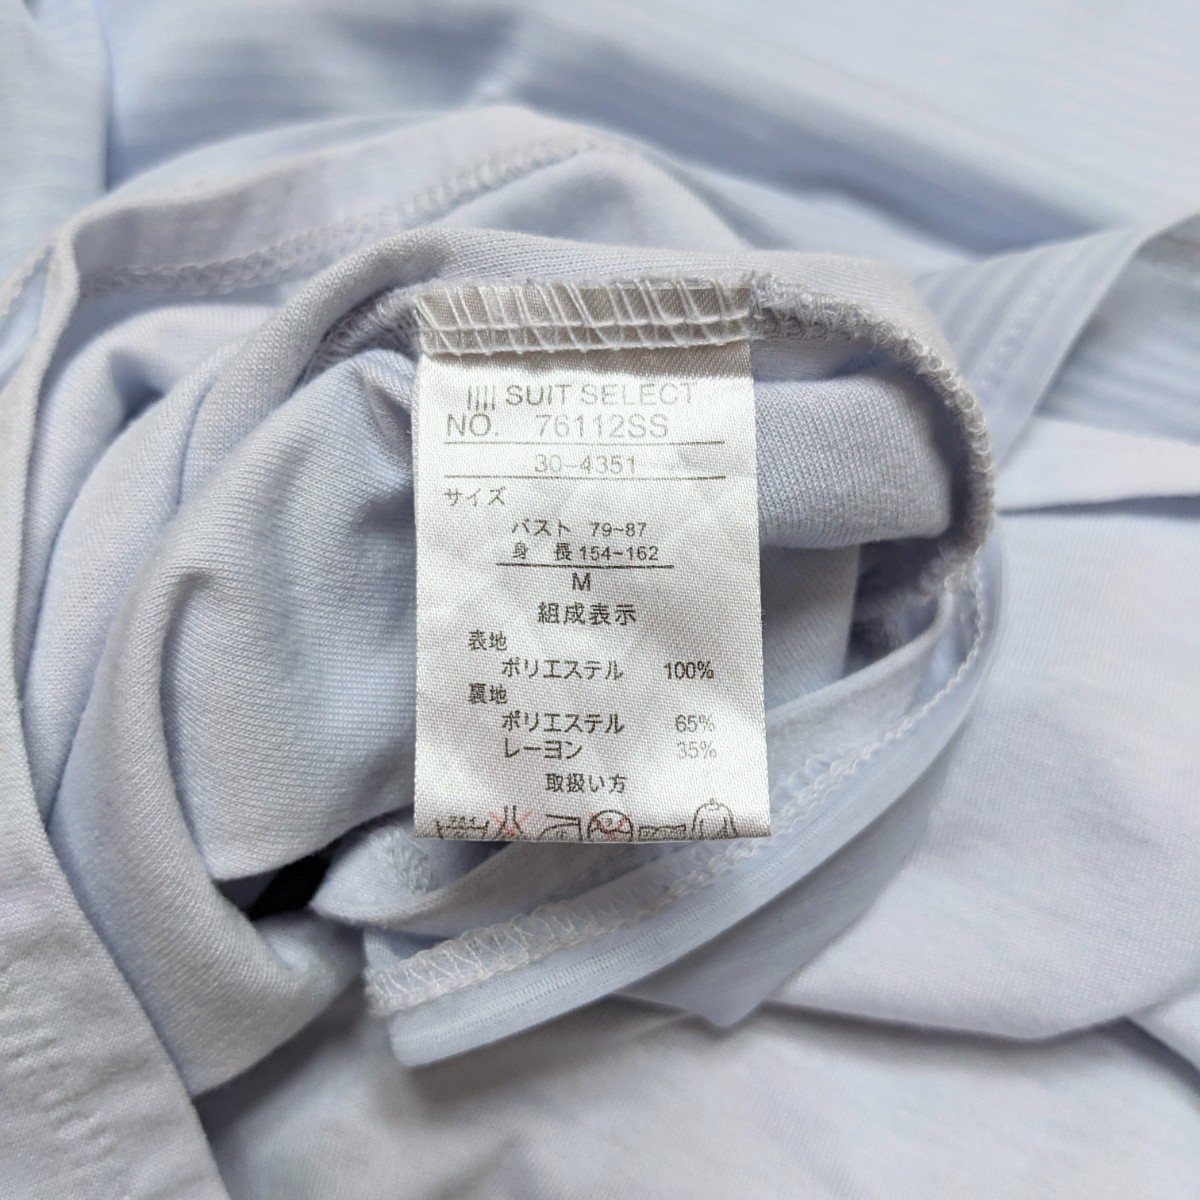 SUIT SELECT
NO. 76112SS
30-4351
サイズ
バスト 79~87
身 長 154~162
M
組成表示
表地
ポリエステル 100%
裏地
ポリエステル 65%
レーヨン 35%
取扱い方